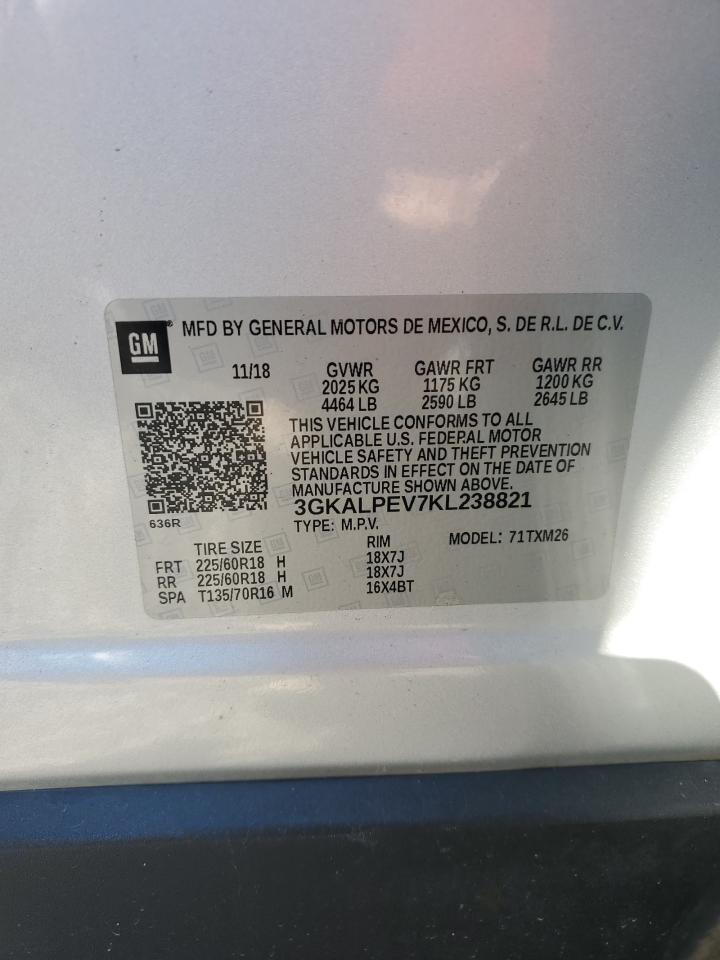 GM ® MFD BY GENERAL MOTORS DE MEXICO, S. DE R.L. DE C.V.
11/18 GVWR GAWR FRT GAWR RR
2025 KG 1175 KG 1200 KG
4464 LB 2590 LB 2645 LB
THIS VEHICLE CONFORMS TO ALL
APPLICABLE U.S. FEDERAL MOTOR
VEHICLE SAFETY AND THEFT PREVENTION
STANDARDS IN EFFECT ON THE DATE OF
MANUFACTURE SHOWN ABOVE.
3GKALPEV7KL238821
636R TYPE: M.P.V. MODEL: 71TXM26
TIRE SIZE RIM
FRT 225/60R18 H 18X7J
RR 225/60R18 H 18X7J
SPA T135/70R16 M 16X4BT